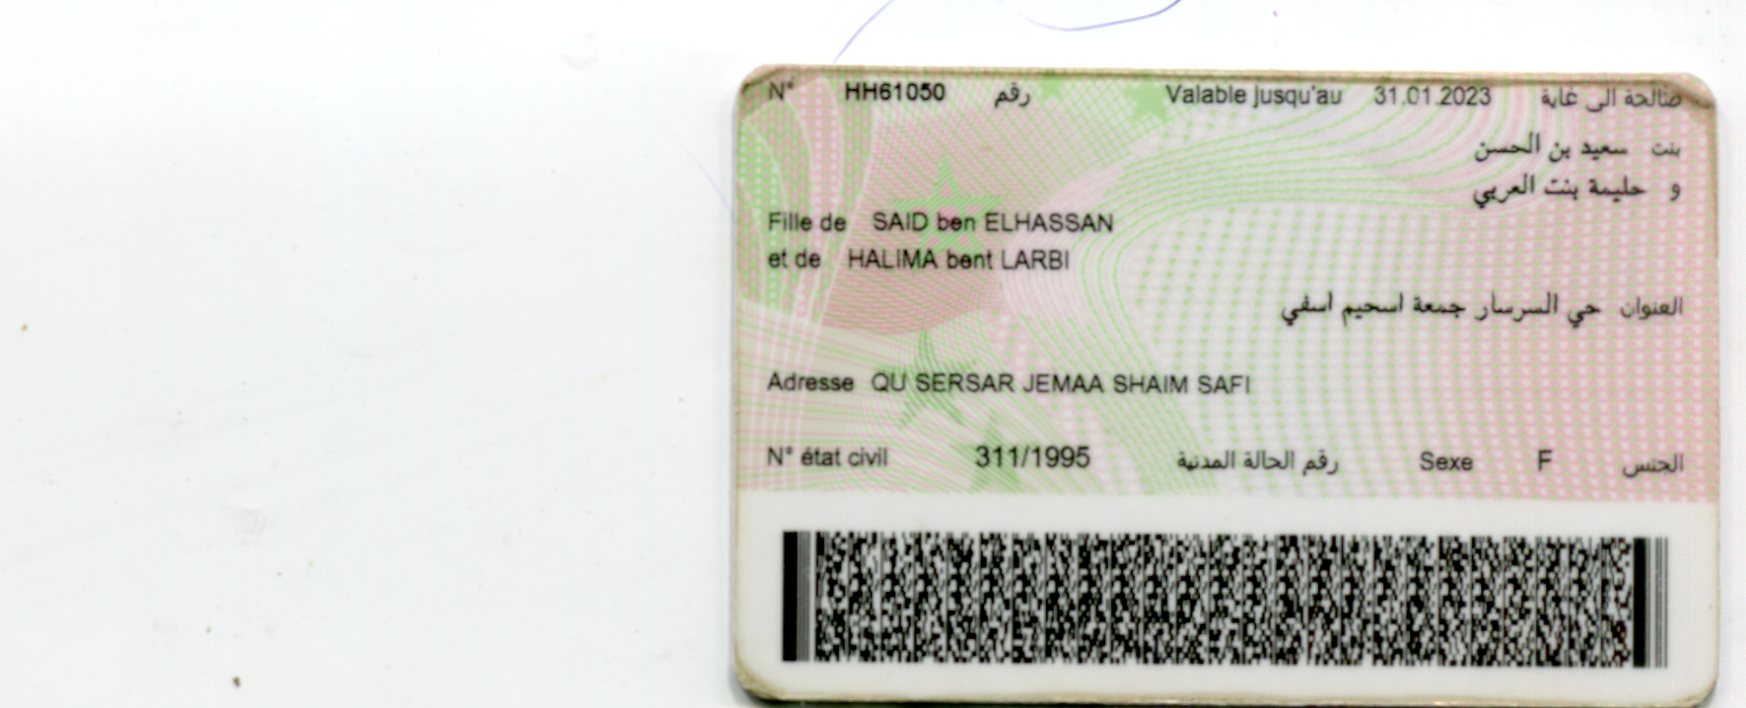 N° HH61050 رقم Valable jusqu'au 31.01.2023 صالحة الى غاية
بنت سعيد بن الحسن
و حليمة بنت العربي
Fille de SAID ben ELHASSAN
et de HALIMA bent LARBI
العنوان حي السرسار جمعة اسحيم اسفي
Adresse QU SERSAR JEMAA SHAIM SAFI
N° état civil 311/1995 رقم الحالة المدنية Sexe F الجنس